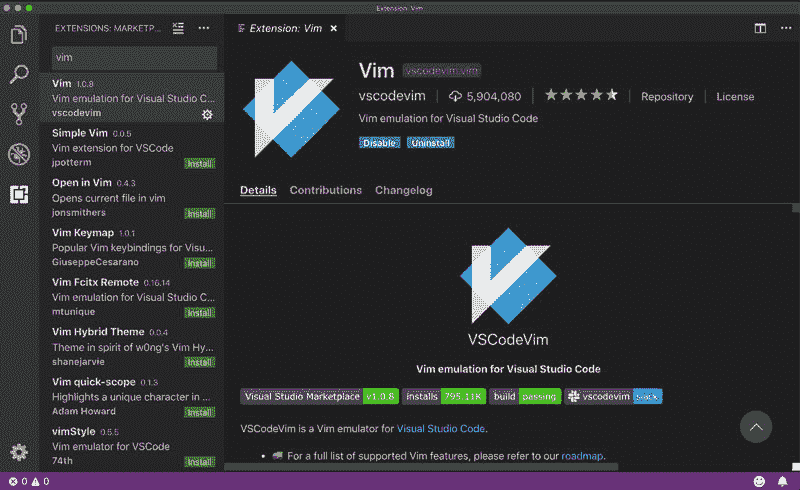 Extension: Vim
EXTENSIONS: MARKETP...
vim
Vim 1.0.8
Vim emulation for Visual Studio C...
vscodevim
Simple Vim 0.0.5
Vim extension for VSCode
jpotterm
Install
Open in Vim 0.4.3
Opens current file in vim
jonsmithers
Install
Vim Keymap 1.0.1
Popular Vim keybindings for Visu...
GiuseppeCesarano
Install
Vim Fcitx Remote 0.16.14
Vim emulation for Visual Studio C...
mtunique
Install
Vim Hybrid Theme 0.0.4
Theme in spirit of w0ng's Vim Hy...
shanejarvie
Install
Vim quick-scope 0.1.3
Highlights a unique character in ...
Adam Howard
Install
vimStyle 0.5.5
Vim emulator for VSCode
74th
Install
Extension: Vim
Vim vscodevim.vim
vscodevim 5,904,080 Repository License
Vim emulation for Visual Studio Code
Disable Uninstall
Details Contributions Changelog
VSCodeVim
Vim emulation for Visual Studio Code
Visual Studio Marketplace v1.0.8 installs 795.11K build passing vscodevim slack
VSCodeVim is a Vim emulator for Visual Studio Code.
For a full list of supported Vim features, please refer to our roadmap.
0 0